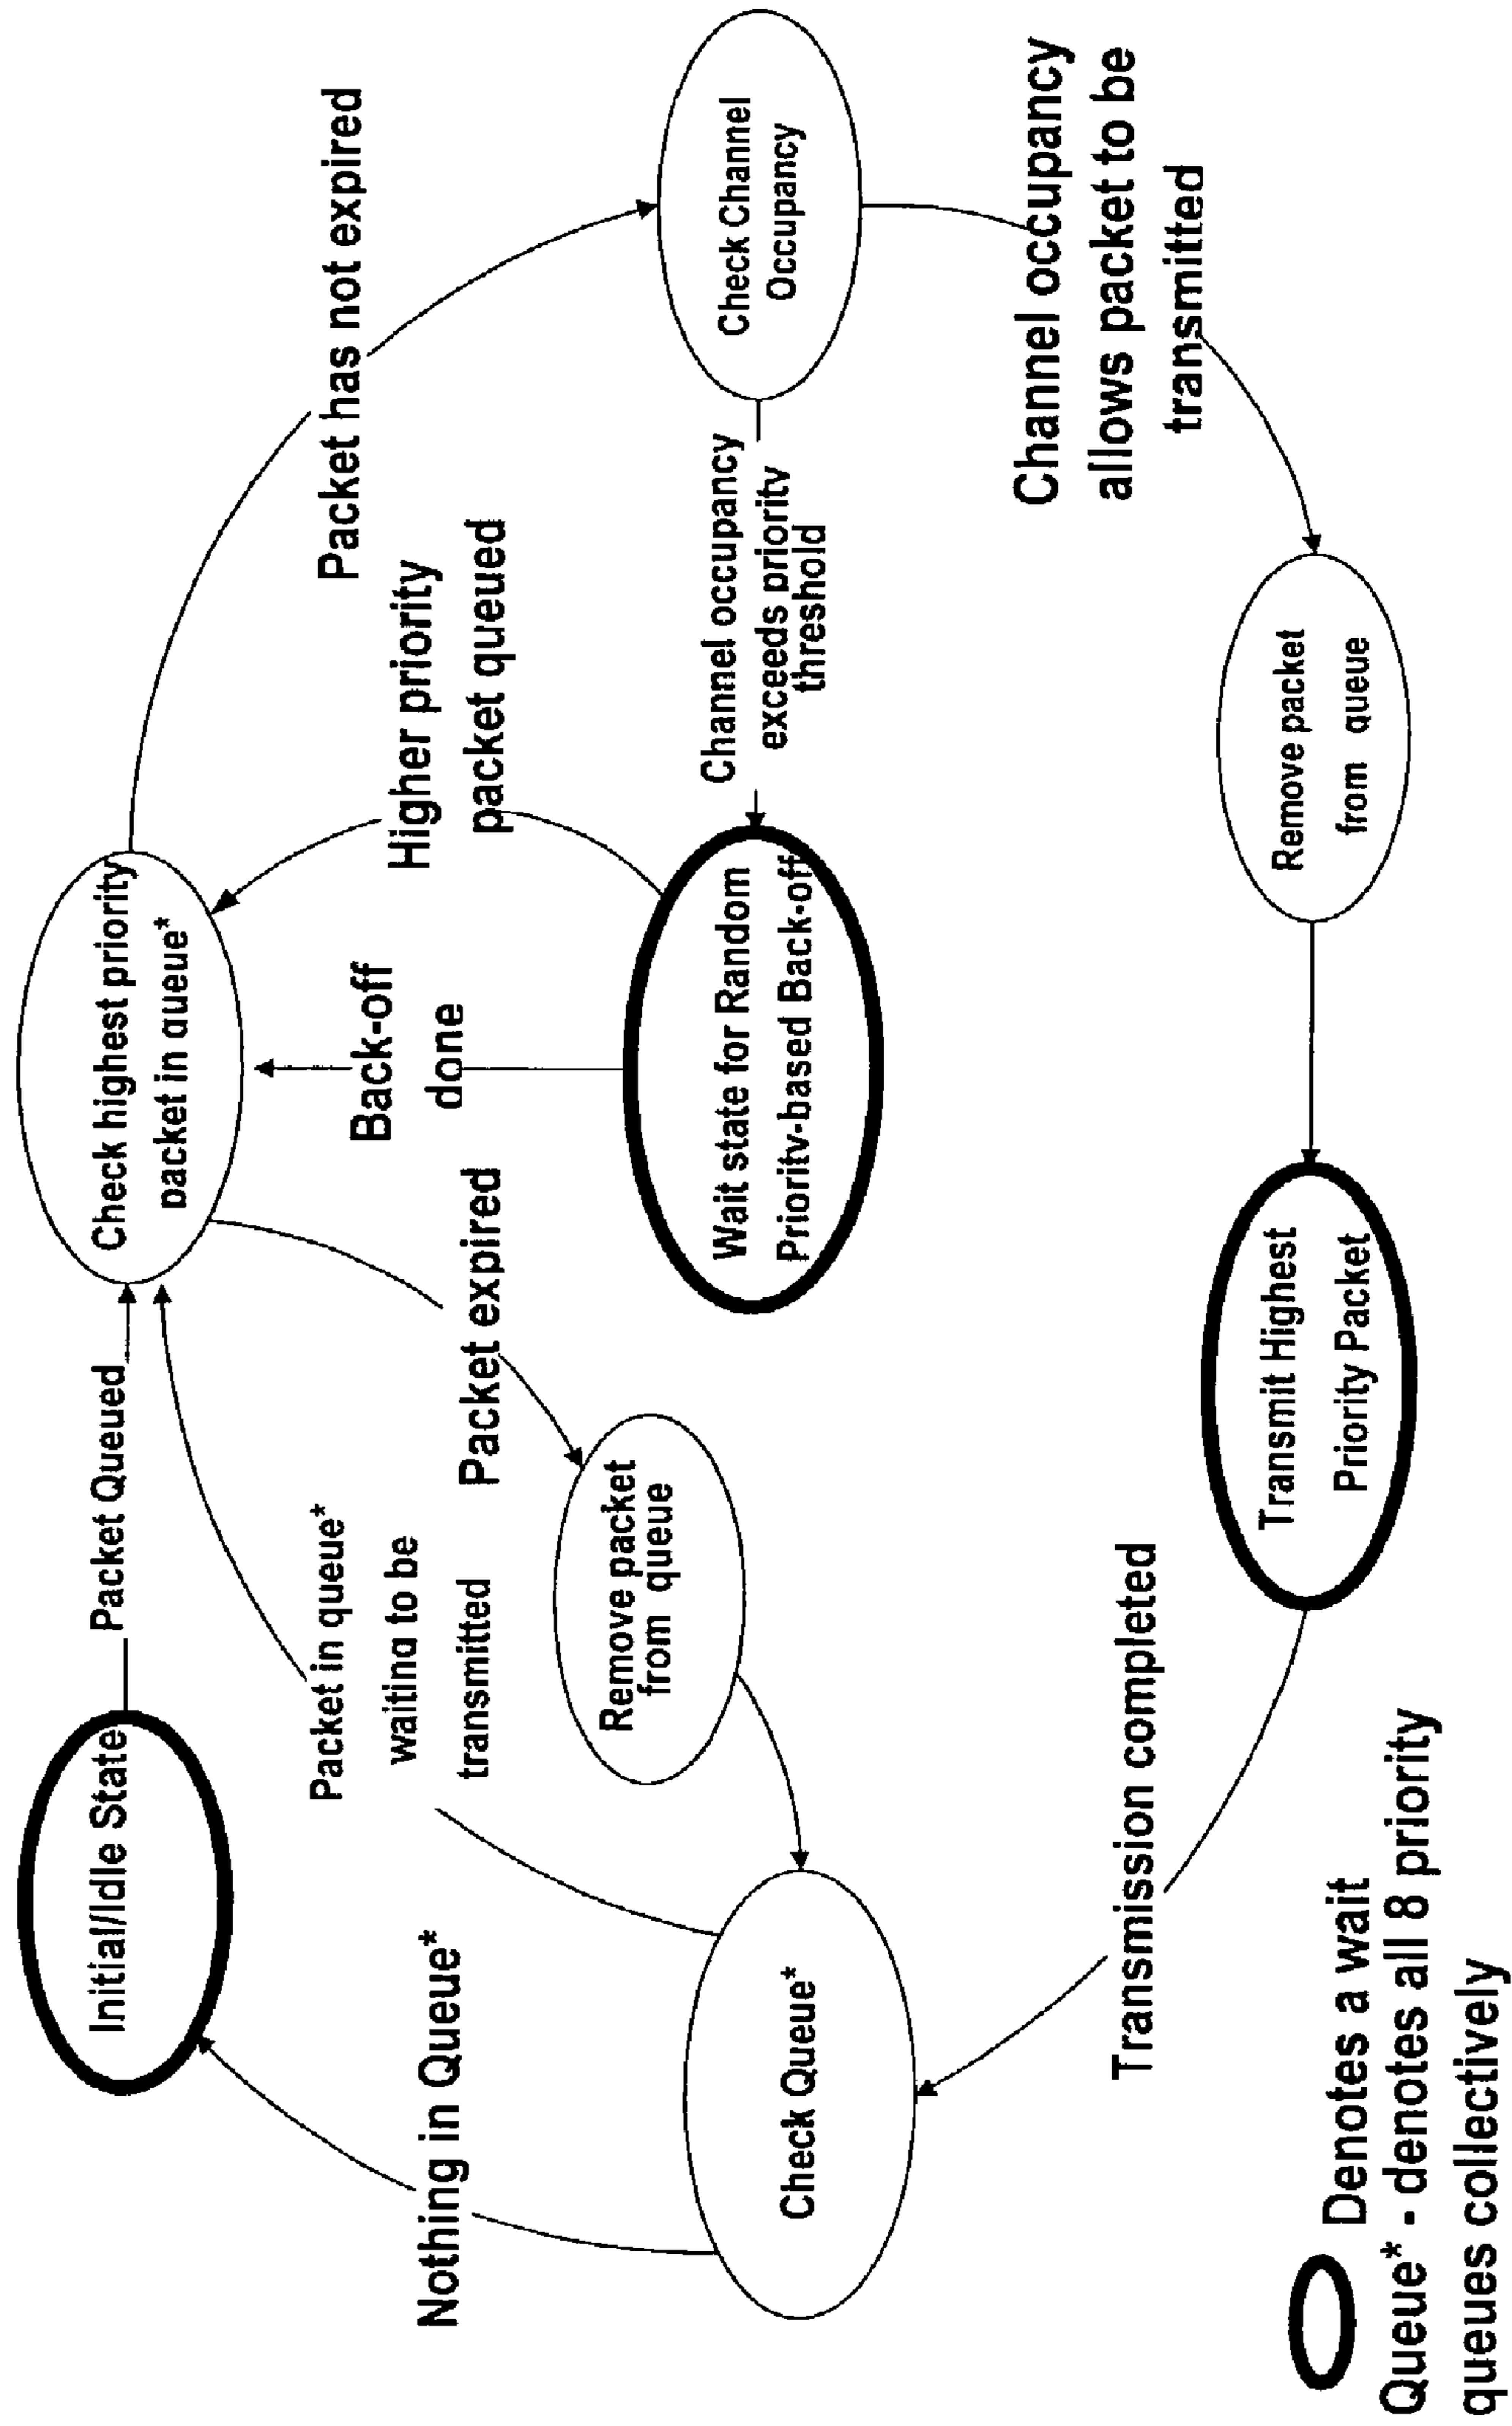 Initial/Idle State
Packet Queued
Check highest priority
packet in queue*
Packet has not expired
Nothing in Queue*
Packet in queue*
waiting to be
transmitted
Packet expired
Back-off
done
Higher priority
packet queued
Remove packet
from queue
Wait state for Random
Priority-based Back-off
Channel occupancy
exceeds priority
threshold
Check Channel
Occupancy
Check Queue*
Channel occupancy
allows packet to be
transmitted
Transmission completed
Transmit Highest
Priority Packet
Remove packet
from queue
Denotes a wait
Queue* - denotes all 8 priority
queues collectively